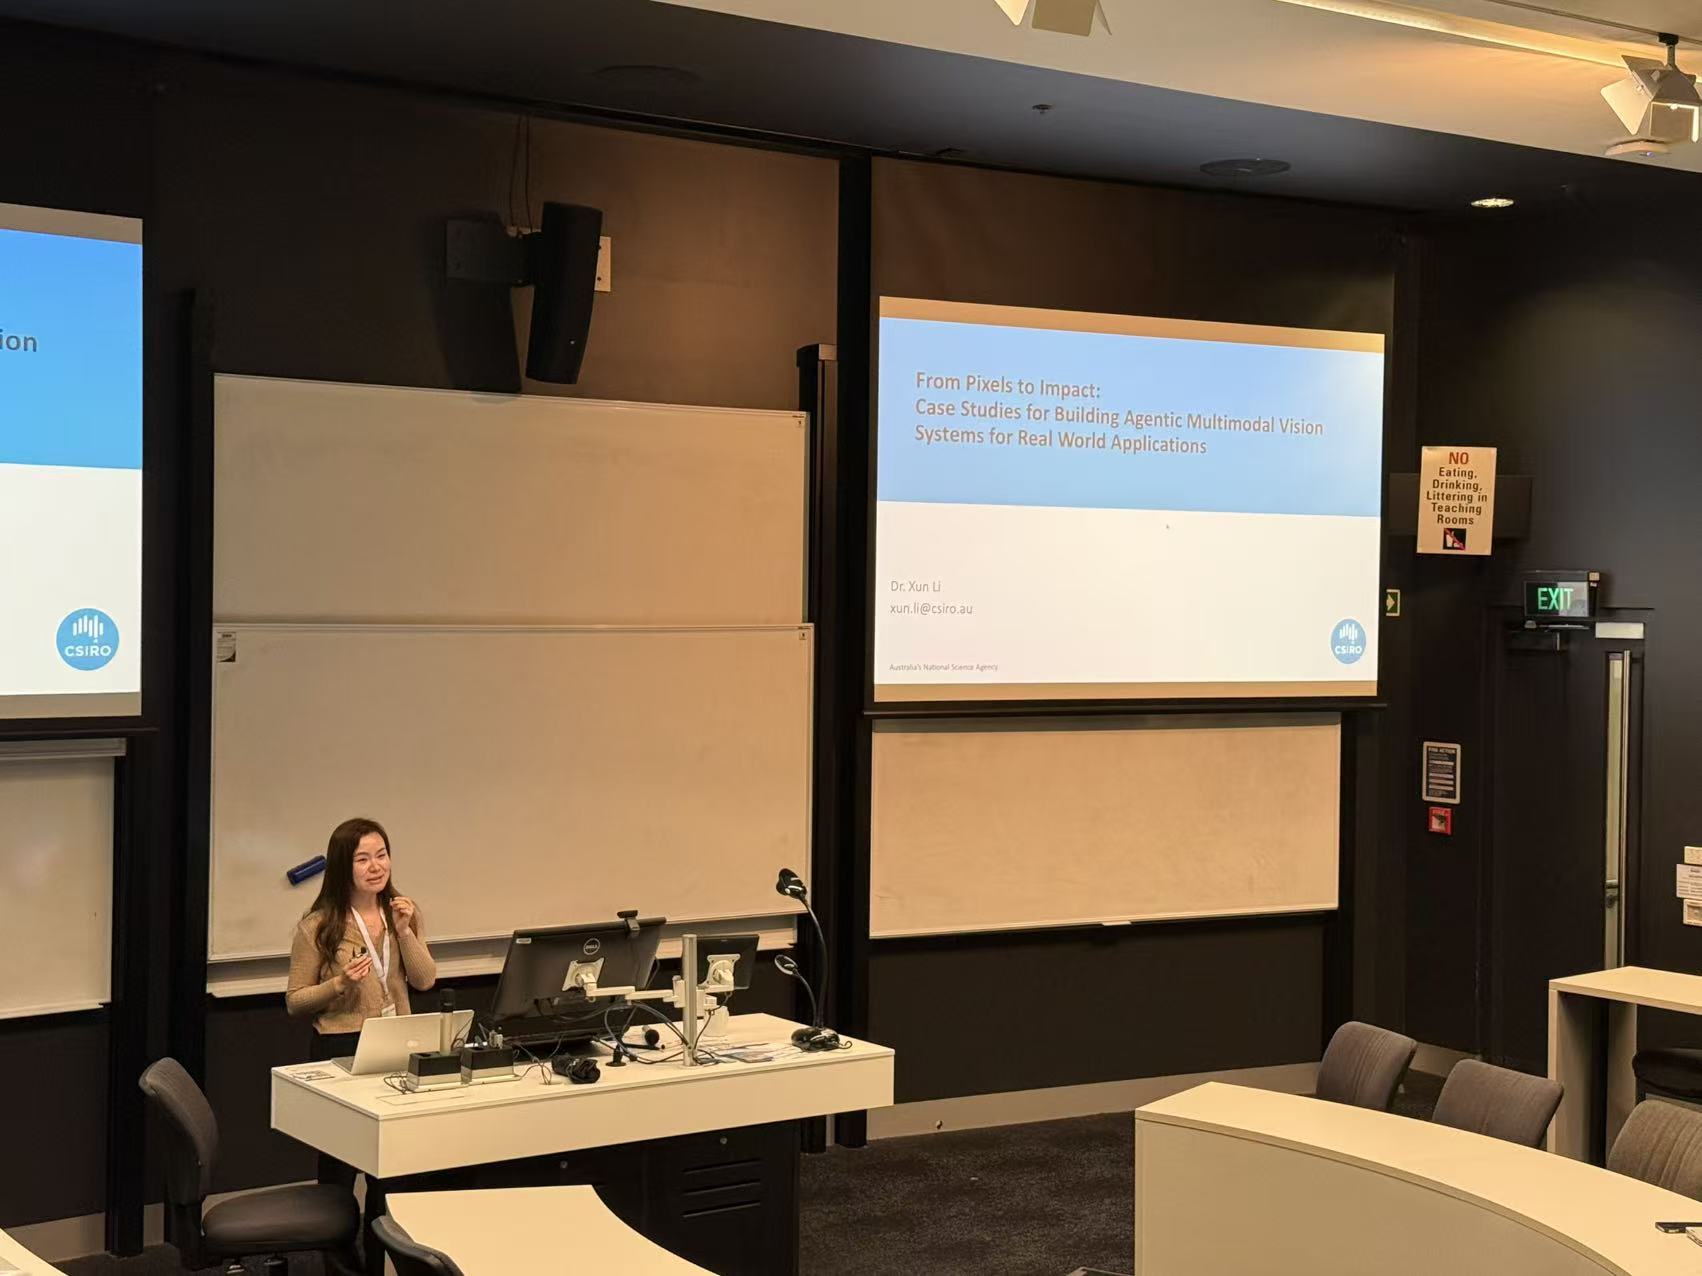 ion
CSIRO
From Pixels to Impact:
Case Studies for Building Agentic Multimodal Vision
Systems for Real World Applications
Dr. Xun Li
xun.li@csiro.au
Australia's National Science Agency
CSIRO
NO
Eating,
Drinking,
Littering in
Teaching
Rooms
EXIT
FIRE ACTION
DELL